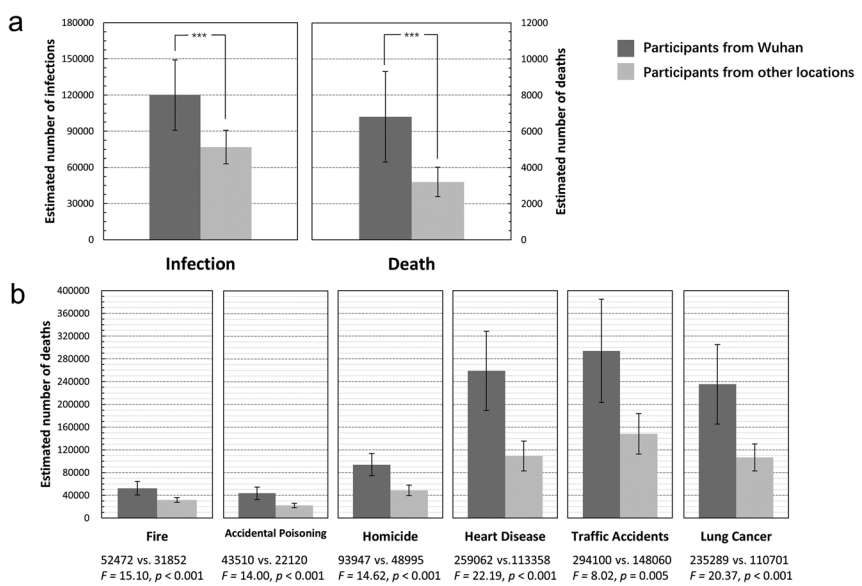 a
180000
150000
120000
90000
60000
30000
0
Estimated number of infections
***
Infection
***
Death
12000
10000
8000
6000
4000
2000
0
Estimated number of deaths
Participants from Wuhan
Participants from other locations
b
400000
360000
320000
280000
240000
200000
160000
120000
80000
40000
0
Estimated number of deaths
Fire
Accidental Poisoning
Homicide
Heart Disease
Traffic Accidents
Lung Cancer
52472 vs. 31852
43510 vs. 22120
93947 vs. 48995
259062 vs.113358
294100 vs. 148060
235289 vs. 110701
F = 15.10, p < 0.001
F = 14.00, p < 0.001
F = 14.62, p < 0.001
F = 22.19, p < 0.001
F = 8.02, p = 0.005
F = 20.37, p < 0.001